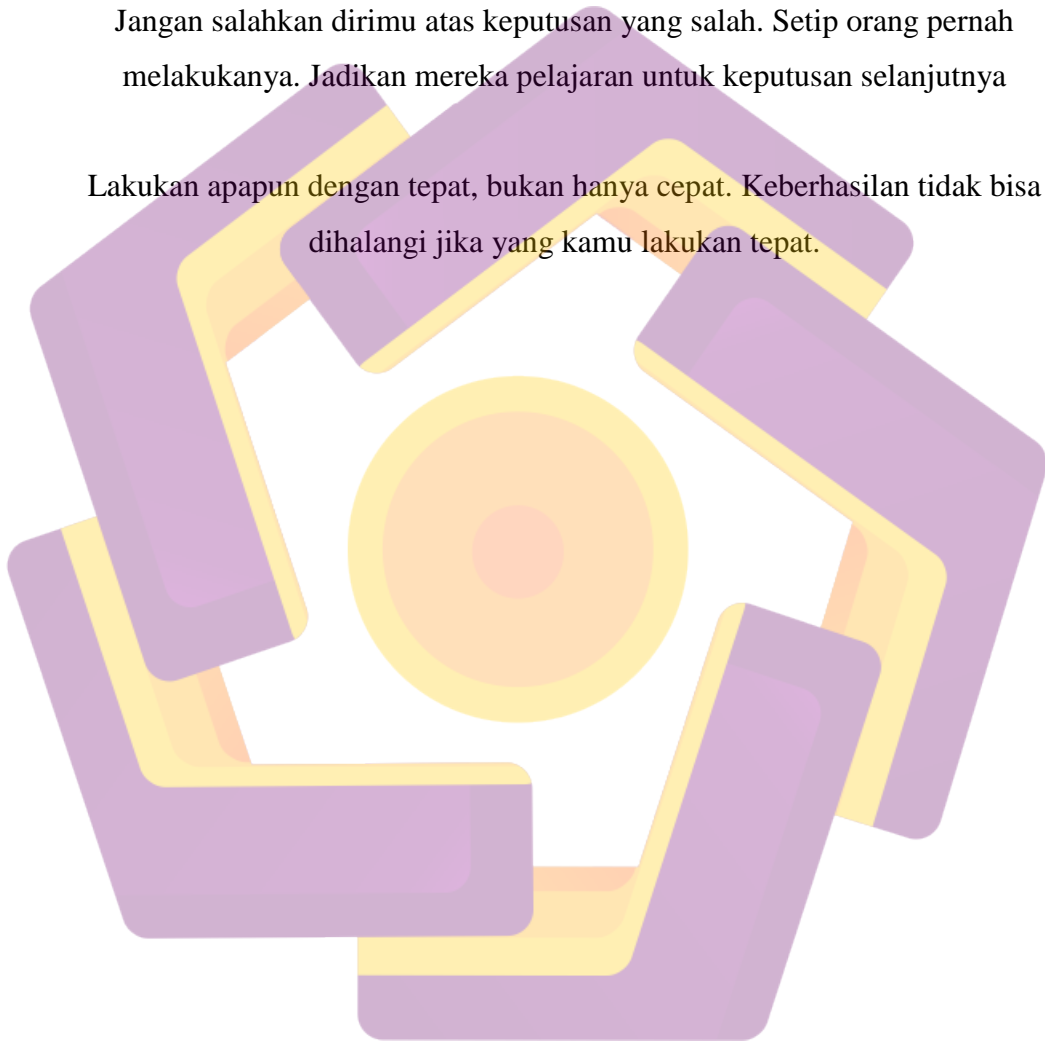 Jangan salahkan dirimu atas keputusan yang salah. Setip orang pernah
melakukanya. Jadikan mereka pelajaran untuk keputusan selanjutnya
Lakukan apapun dengan tepat, bukan hanya cepat. Keberhasilan tidak bisa
dihalangi jika yang kamu lakukan tepat.